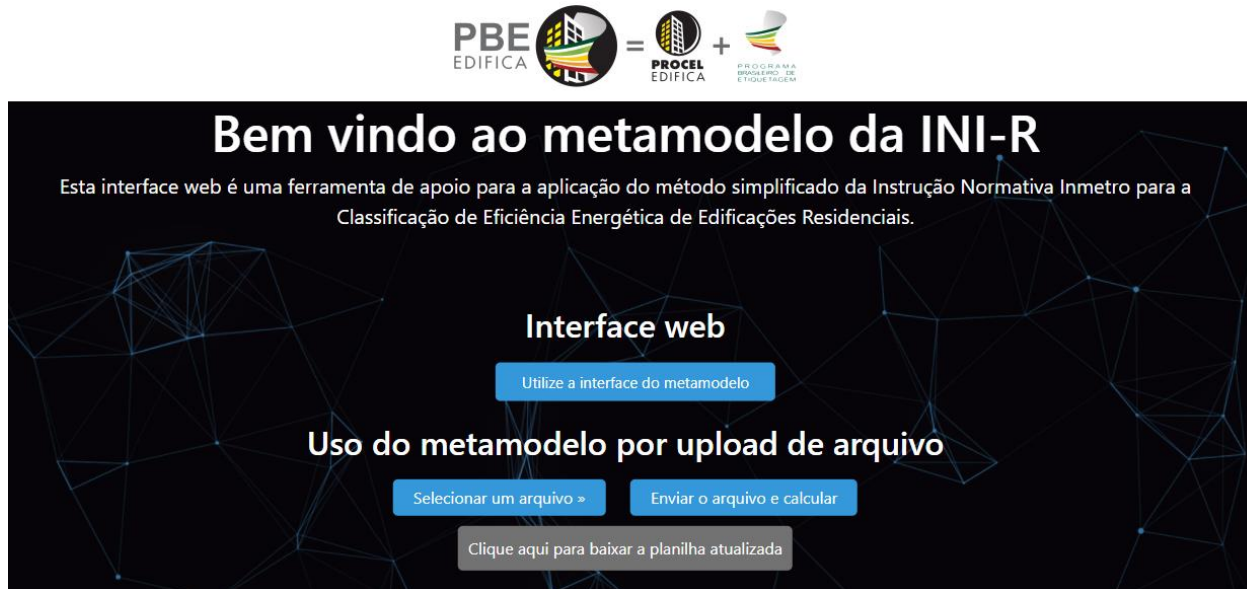 PBE
EDIFICA
=
PROCEL
EDIFICA
+
PROGRAMA
BRASILEIRO DE
ETIQUETAGEM
Bem vindo ao metamodelo da INI-R
Esta interface web é uma ferramenta de apoio para a aplicação do método simplificado da Instrução Normativa Inmetro para a
Classificação de Eficiência Energética de Edificações Residenciais.
Interface web
Utilize a interface do metamodelo
Uso do metamodelo por upload de arquivo
Selecionar um arquivo »
Enviar o arquivo e calcular
Clique aqui para baixar a planilha atualizada